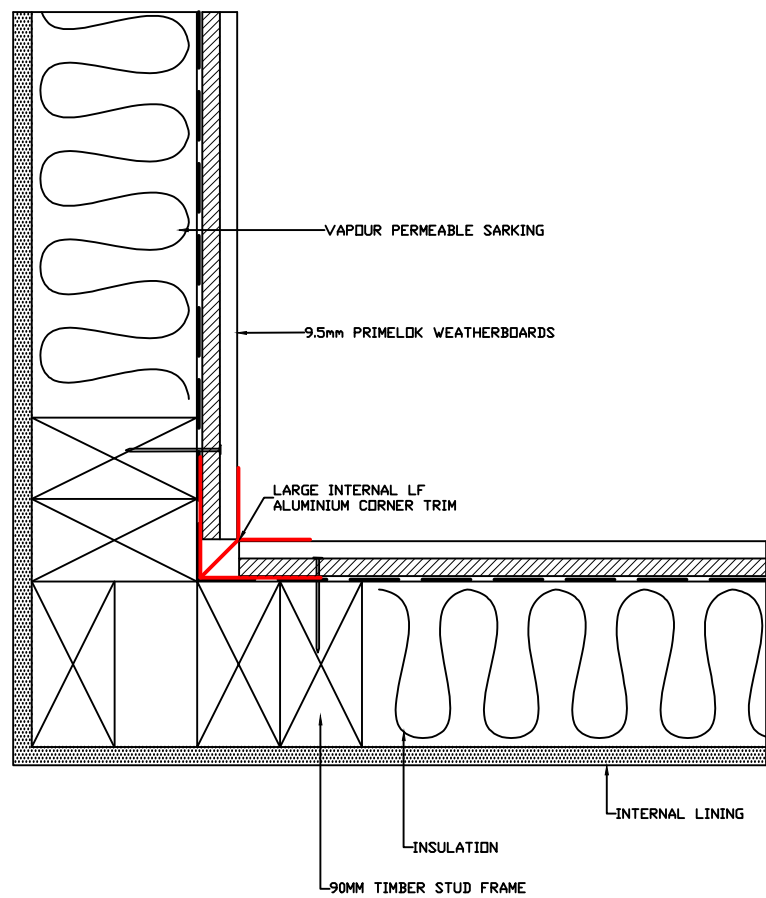 VAPOUR PERMEABLE SARKING
9.5mm PRIMELOK WEATHERBOARDS
LARGE INTERNAL LF
ALUMINIUM CORNER TRIM
INTERNAL LINING
INSULATION
90MM TIMBER STUD FRAME